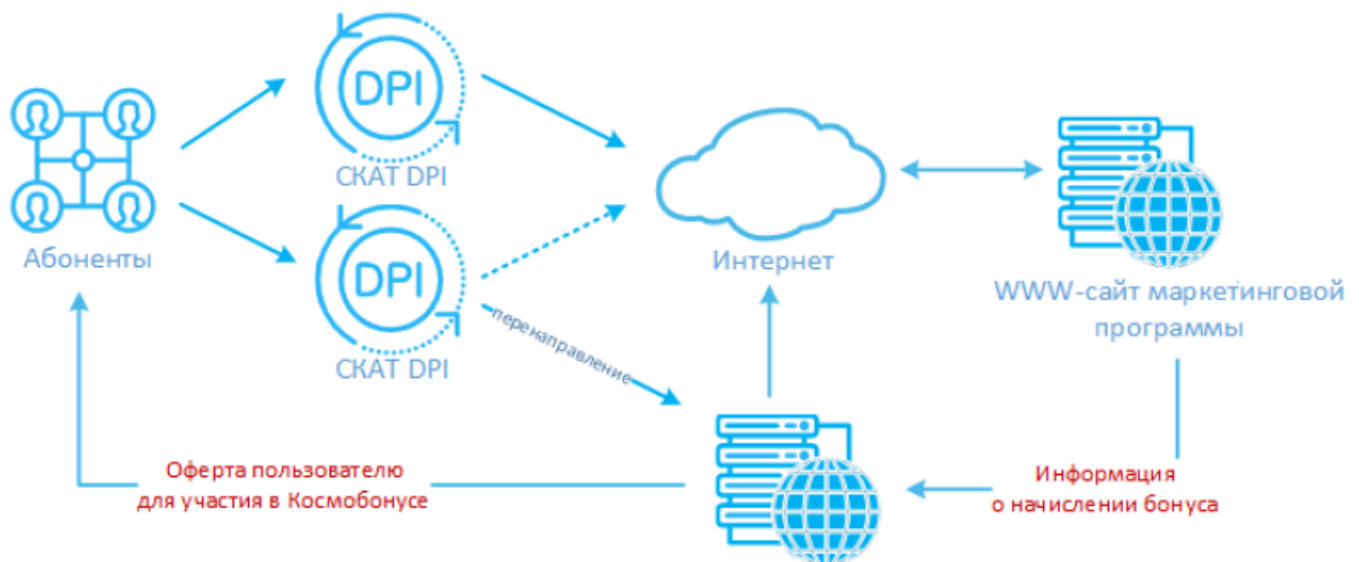 DPI
СКАТ DPI
DPI
СКАТ DPI
Абоненты
Интернет
WWW-сайт маркетинговой
программы
перенаправление
Оферта пользователю
для участия в Космобонусе
Информация
о начислении бонуса